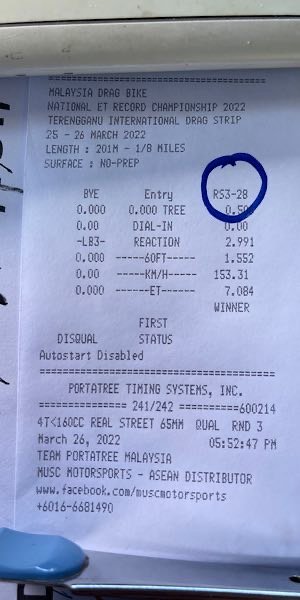 ================================================
MALAYSIA DRAG BIKE
NATIONAL ET RECORD CHAMPIONSHIP 2022
TERENGGANU INTERNATIONAL DRAG STRIP
25 - 26 MARCH 2022
LENGTH : 201M - 1/8 MILES
SURFACE : NO-PREP
BYE Entry RS3-28
0.000 0.000 TREE 0.50
0.00 DIAL-IN 0.00
-LB3- REACTION 2.991
0.000 -----60FT----- 1.552
0.00 -----KM/H----- 153.31
0.000 ------ET------ 7.084
WINNER
FIRST
DISQUAL STATUS
Autostart Disabled
================================================
PORTATREE TIMING SYSTEMS, INC.
=============== 241/242 ===========600214
4T<160CC REAL STREET 65MM QUAL RND 3
March 26, 2022 05:52:47 PM
TEAM PORTATREE MALAYSIA
MUSC MOTORSPORTS - ASEAN DISTRIBUTOR
www.facebook.com/muscmotorsports
+6016-6681490